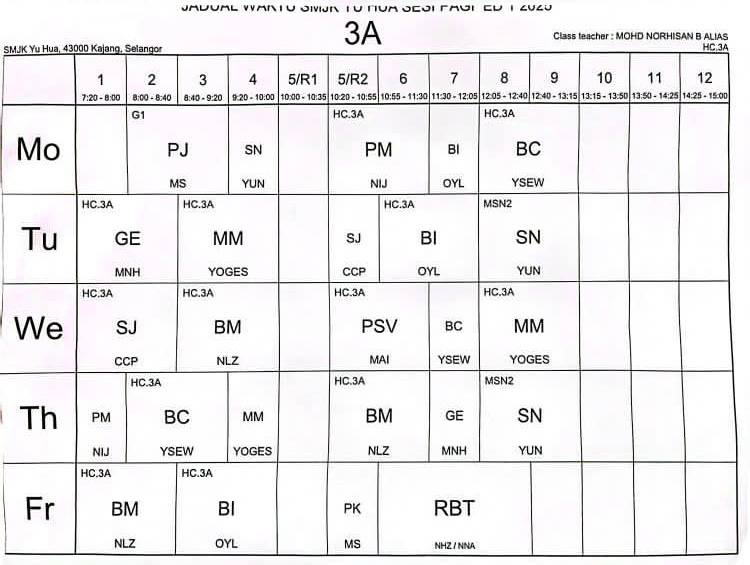 JADUAL WAKTU SMJK YU HUA SESI PAGI ED 1 2025
3A
Class teacher : MOHD NORHISAN B ALIAS
SMJK Yu Hua, 43000 Kajang, Selangor
HC.3A
1 2 3 4 5/R1 5/R2 6 7 8 9 10 11 12
7:20 - 8:00 8:00 - 8:40 8:40 - 9:20 9:20 - 10:00 10:00 - 10:35 10:20 - 10:55 10:55 - 11:30 11:30 - 12:05 12:05 - 12:40 12:40 - 13:15 13:15 - 13:50 13:50 - 14:25 14:25 - 15:00
G1 HC.3A HC.3A
Mo PJ SN PM BI BC
MS YUN NIJ OYL YSEW
HC.3A HC.3A HC.3A MSN2
Tu GE MM SJ BI SN
MNH YOGES CCP OYL YUN
HC.3A HC.3A HC.3A HC.3A
We SJ BM PSV BC MM
CCP NLZ MAI YSEW YOGES
HC.3A HC.3A MSN2
Th PM BC MM BM GE SN
NIJ YSEW YOGES NLZ MNH YUN
HC.3A HC.3A
Fr BM BI PK RBT
NLZ OYL MS NHZ / NNA